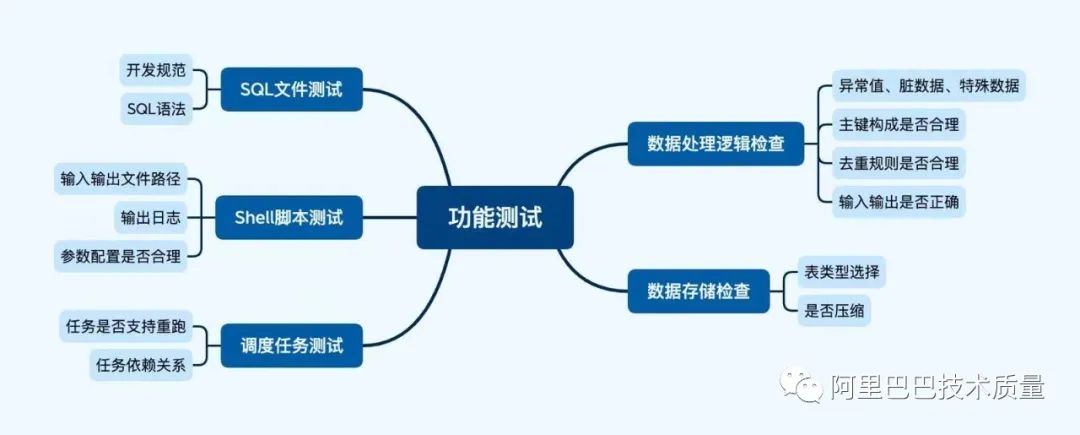 功能测试
SQL文件测试
开发规范
SQL语法
Shell脚本测试
输入输出文件路径
输出日志
参数配置是否合理
调度任务测试
任务是否支持重跑
任务依赖关系
数据处理逻辑检查
异常值、脏数据、特殊数据
主键构成是否合理
去重规则是否合理
输入输出是否正确
数据存储检查
表类型选择
是否压缩
阿里巴巴技术质量